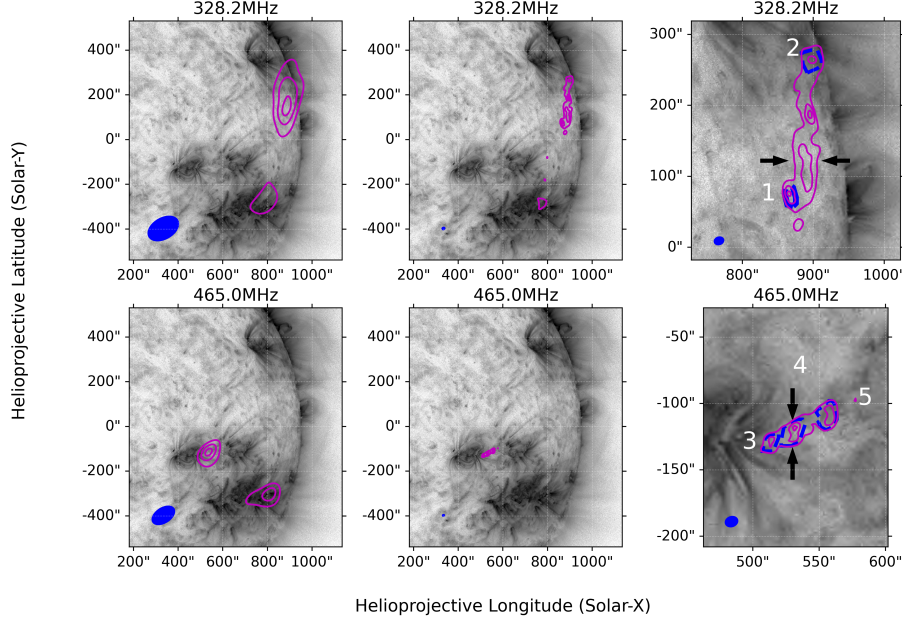 328.2MHz
328.2MHz
328.2MHz
400"
200"
0"
-200"
-400"
200" 400" 600" 800" 1000"
400"
200"
0"
-200"
-400"
200" 400" 600" 800" 1000"
300"
200"
100"
0"
2
1
800" 900" 1000"
465.0MHz
465.0MHz
465.0MHz
400"
200"
0"
-200"
-400"
200" 400" 600" 800" 1000"
400"
200"
0"
-200"
-400"
200" 400" 600" 800" 1000"
-50"
-100"
-150"
-200"
4
5
3
500" 550" 600"
Helioprojective Latitude (Solar-Y)
Helioprojective Longitude (Solar-X)